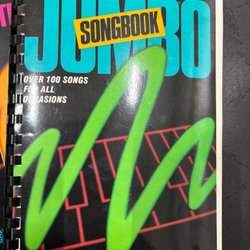 JUMBO
SONGBOOK
OVER 100 SONGS
FOR ALL
OCCASIONS